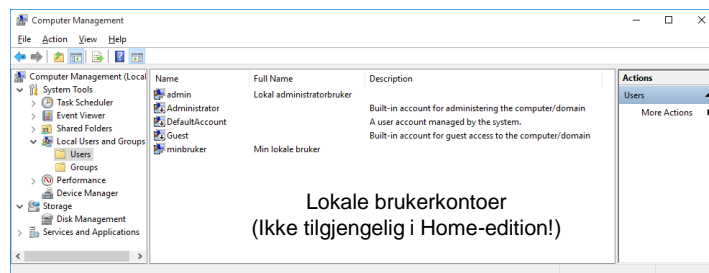 Computer Management
File Action View Help
Computer Management (Local
System Tools
Task Scheduler
Event Viewer
Shared Folders
Local Users and Groups
Users
Groups
Performance
Device Manager
Storage
Disk Management
Services and Applications
Name Full Name Description
admin Lokal administratorbruker
Administrator Built-in account for administering the computer/domain
DefaultAccount A user account managed by the system.
Guest Built-in account for guest access to the computer/domain
minbruker Min lokale bruker
Lokale brukerkontoer
(Ikke tilgjengelig i Home-edition!)
Actions
Users
More Actions